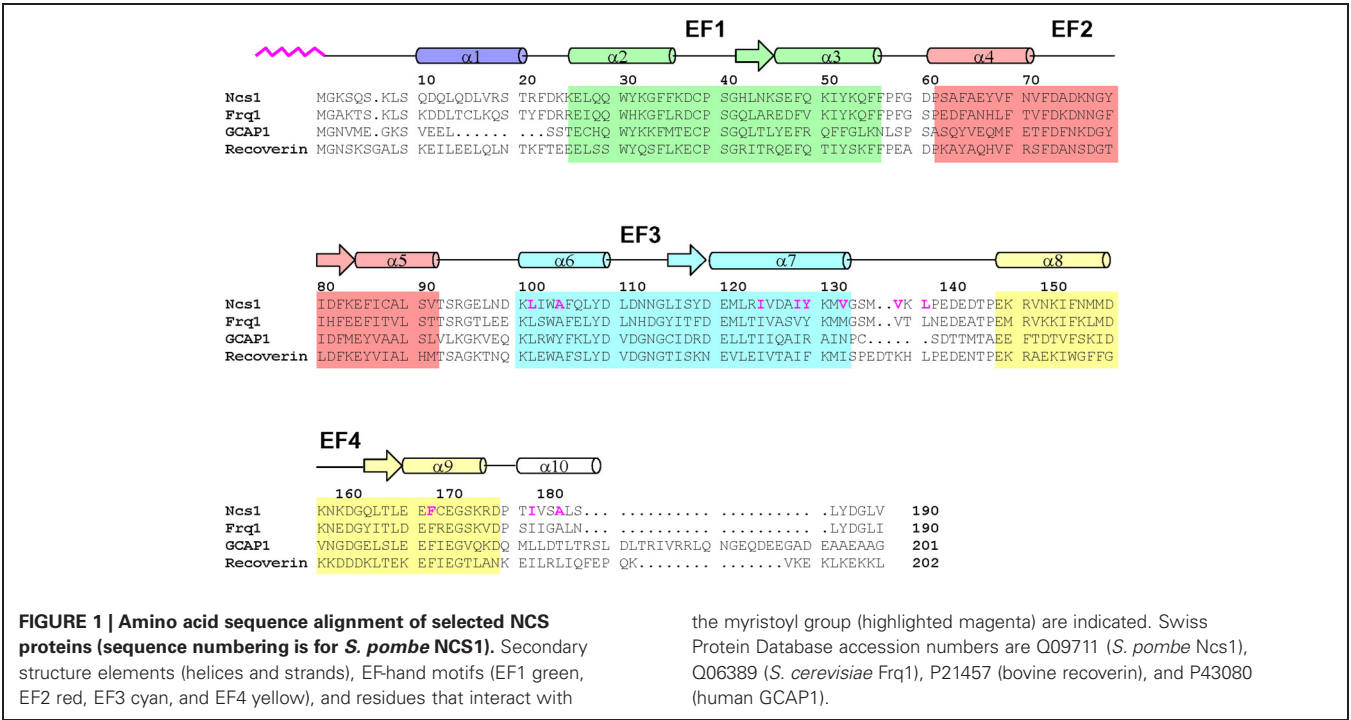 EF1 EF2
α1 α2 α3 α4
10 20 30 40 50 60 70
Ncs1 MGKSQS.KLS QDQLQDLVRS TRFDKKELQQ WYKGFFKDCP SGHLNKSEFQ KIYKQFFPFG DPSAFAEYVF NVFDADKNGY
Frq1 MGAKTS.KLS KDDLTCLKQS TYFDRREIQQ WHKGFLRDCP SGQLAREDFV KIYKQFFPFG SPEDFANHLF TVFDKDNNGF
GCAP1 MGNVME.GKS VEEL...... ....SSTECHQ WYKKFMTECP SGQLTLYEFR QFFGLKNLSP SASQYVEQMF ETFDFNKDGY
Recoverin MGNSKSGALS KEILEELQLN TKFTEEELSS WYQSFLKECP SGRITRQEFQ TIYSKFFPEA DPKAYAQHVF RSFDANSDGT
EF3
α5 α6 α7 α8
80 90 100 110 120 130 150
Ncs1 IDFKEFICAL SVTSRGELND KLIWAFQLYD LDNNGLISYD EMLRIVDAIY KMVGSM..VK LPEDEDTPEK RVNKIFNMMD
Frq1 IHFEEFITVL STTSRGTLEE KLSWAFELYD LNHDGYITFD EMLTIVASVY KMMGSM..VT LNEDEATPEM RVKKIFKLMD
GCAP1 IDFMEYVAAL SLVLKGKVEQ KLRWYFKLYD VDGNGCIDRD ELLTIIQAIR AINPC..... .SDTTMTAEE FTDTVFSKID
Recoverin LDFKEYVIAL HMTSAGKTNQ KLEWAFSLYD VDGNGTISKN EVLEIVTAIF KMISPEDTKH LPEDENTPEK RAEKIWGFFG
EF4
α9 α10
160 170 180
Ncs1 KNKDGQLTLE EFCEGSKRDP TIVSALS... .......... .......... ....LYDGLV 190
Frq1 KNEDGYITLD EFREGSKVDP SIIGALN... .......... .......... ....LYDGLI 190
GCAP1 VNGDGELSLE EFIEGVQKDQ MLLDTLTRSL DLTRIVRRLQ NGEQDEEGAD EAAEAAG 201
Recoverin KKDDDKLTEK EFIEGTLANK EILRLIQFEP QK........ .......VKE KLKEKKL 202
FIGURE 1 | Amino acid sequence alignment of selected NCS
proteins (sequence numbering is for S. pombe NCS1). Secondary
structure elements (helices and strands), EF-hand motifs (EF1 green,
EF2 red, EF3 cyan, and EF4 yellow), and residues that interact with
the myristoyl group (highlighted magenta) are indicated. Swiss
Protein Database accession numbers are Q09711 (S. pombe Ncs1),
Q06389 (S. cerevisiae Frq1), P21457 (bovine recoverin), and P43080
(human GCAP1).